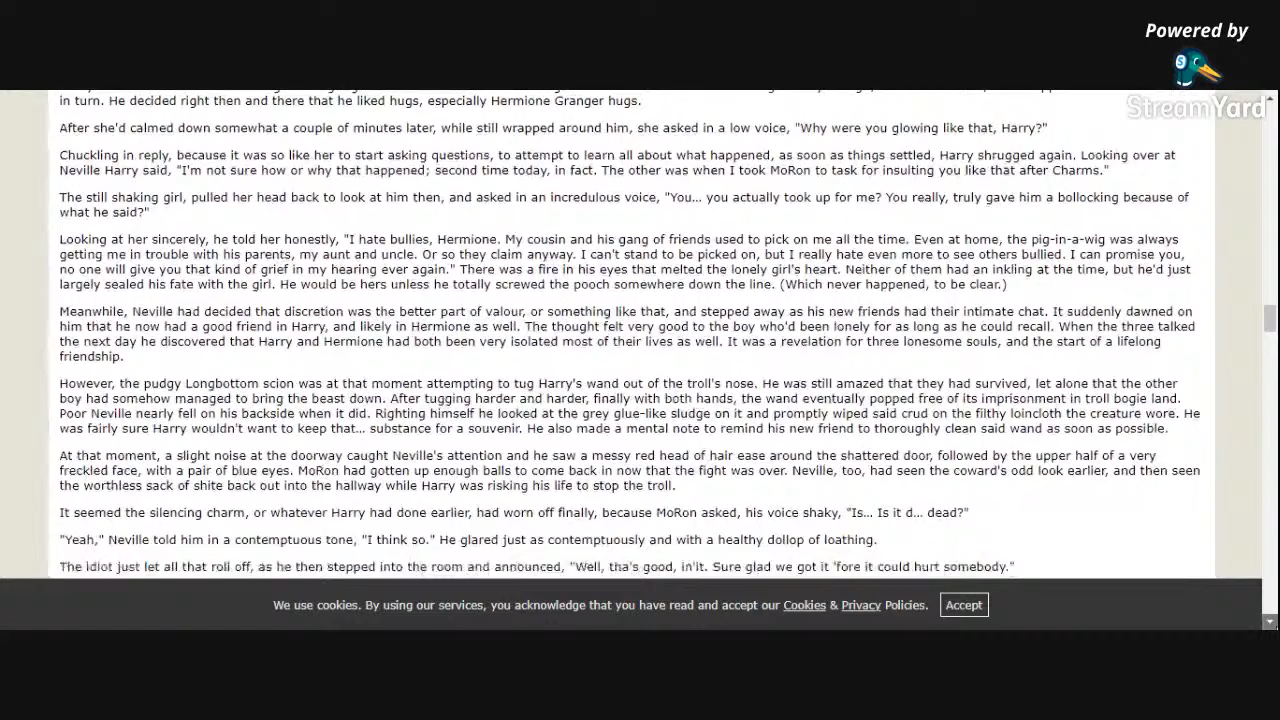 Powered by
StreamYard
in turn. He decided right then and there that he liked hugs, especially Hermione Granger hugs.
After she'd calmed down somewhat a couple of minutes later, while still wrapped around him, she asked in a low voice, "Why were you glowing like that, Harry?"
Chuckling in reply, because it was so like her to start asking questions, to attempt to learn all about what happened, as soon as things settled, Harry shrugged again. Looking over at
Neville Harry said, "I'm not sure how or why that happened; second time today, in fact. The other was when I took MoRon to task for insulting you like that after Charms."
The still shaking girl, pulled her head back to look at him then, and asked in an incredulous voice, "You... you actually took up for me? You really, truly gave him a bollocking because of
what he said?"
Looking at her sincerely, he told her honestly, "I hate bullies, Hermione. My cousin and his gang of friends used to pick on me all the time. Even at home, the pig-in-a-wig was always
getting me in trouble with his parents, my aunt and uncle. Or so they claim anyway. I can't stand to be picked on, but I really hate even more to see others bullied. I can promise you,
no one will give you that kind of grief in my hearing ever again." There was a fire in his eyes that melted the lonely girl's heart. Neither of them had an inkling at the time, but he'd just
largely sealed his fate with the girl. He would be hers unless he totally screwed the pooch somewhere down the line. (Which never happened, to be clear.)
Meanwhile, Neville had decided that discretion was the better part of valour, or something like that, and stepped away as his new friends had their intimate chat. It suddenly dawned on
him that he now had a good friend in Harry, and likely in Hermione as well. The thought felt very good to the boy who'd been lonely for as long as he could recall. When the three talked
the next day he discovered that Harry and Hermione had both been very isolated most of their lives as well. It was a revelation for three lonesome souls, and the start of a lifelong
friendship.
However, the pudgy Longbottom scion was at that moment attempting to tug Harry's wand out of the troll's nose. He was still amazed that they had survived, let alone that the other
boy had somehow managed to bring the beast down. After tugging harder and harder, finally with both hands, the wand eventually popped free of its imprisonment in troll bogie land.
Poor Neville nearly fell on his backside when it did. Righting himself he looked at the grey glue-like sludge on it and promptly wiped said crud on the filthy loincloth the creature wore. He
was fairly sure Harry wouldn't want to keep that... substance for a souvenir. He also made a mental note to remind his new friend to thoroughly clean said wand as soon as possible.
At that moment, a slight noise at the doorway caught Neville's attention and he saw a messy red head of hair ease around the shattered door, followed by the upper half of a very
freckled face, with a pair of blue eyes. MoRon had gotten up enough balls to come back in now that the fight was over. Neville, too, had seen the coward's odd look earlier, and then seen
the worthless sack of shite back out into the hallway while Harry was risking his life to stop the troll.
It seemed the silencing charm, or whatever Harry had done earlier, had worn off finally, because MoRon asked, his voice shaky, "Is... Is it d... dead?"
"Yeah," Neville told him in a contemptuous tone, "I think so." He glared just as contemptuously and with a healthy dollop of loathing.
The idiot just let all that roll off, as he then stepped into the room and announced, "Well, tha's good, in'it. Sure glad we got it 'fore it could hurt somebody."
We use cookies. By using our services, you acknowledge that you have read and accept our Cookies & Privacy Policies.
Accept